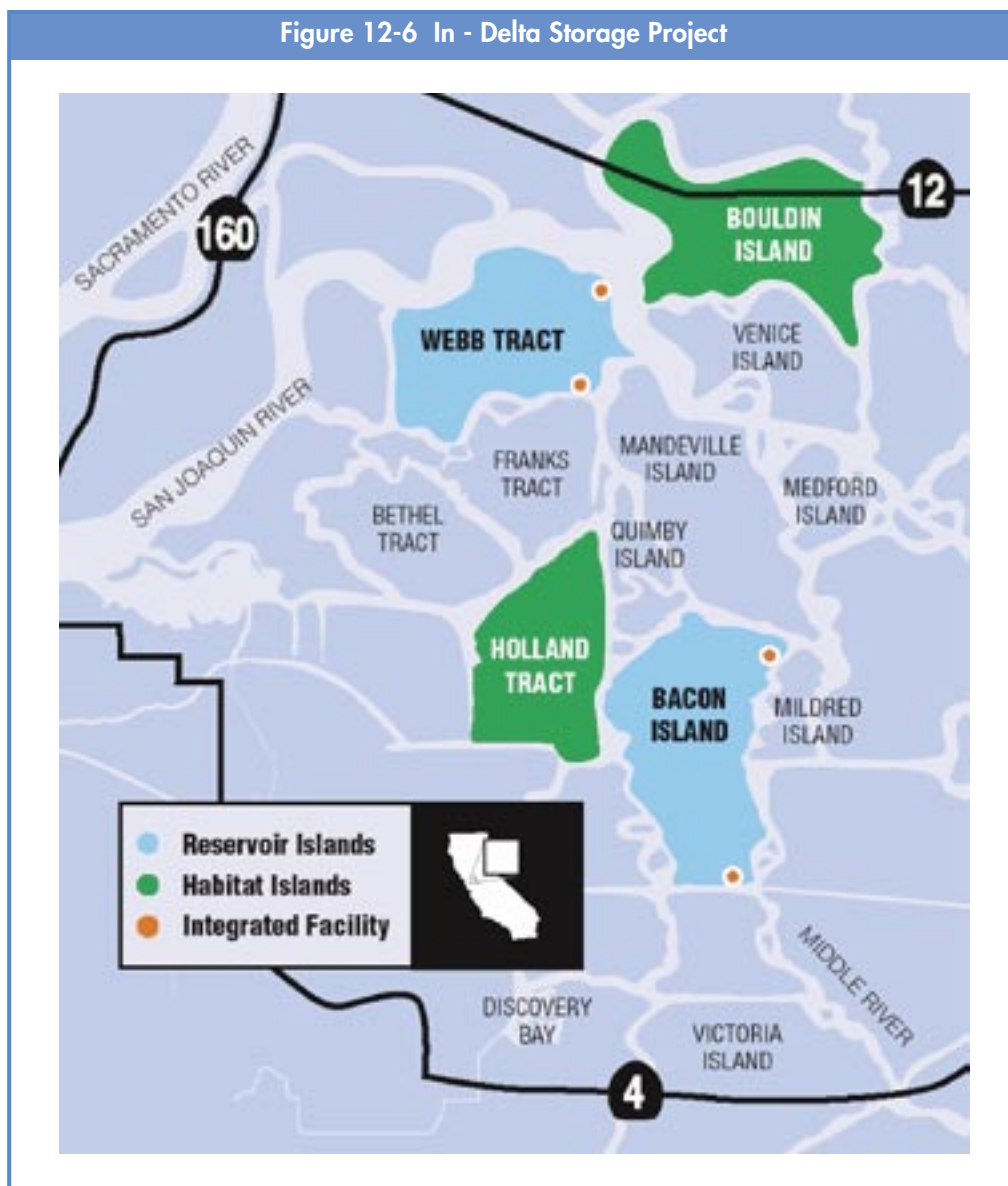 Figure 12-6 In - Delta Storage Project
SACRAMENTO RIVER
160
12
BOULDIN
ISLAND
WEBB TRACT
VENICE
ISLAND
SAN JOAQUIN RIVER
FRANKS
TRACT
MANDEVILLE
ISLAND
MEDFORD
ISLAND
BETHEL
TRACT
QUIMBY
ISLAND
HOLLAND
TRACT
BACON
ISLAND
MILDRED
ISLAND
Reservoir Islands
Habitat Islands
Integrated Facility
MIDDLE RIVER
DISCOVERY
BAY
VICTORIA
ISLAND
4